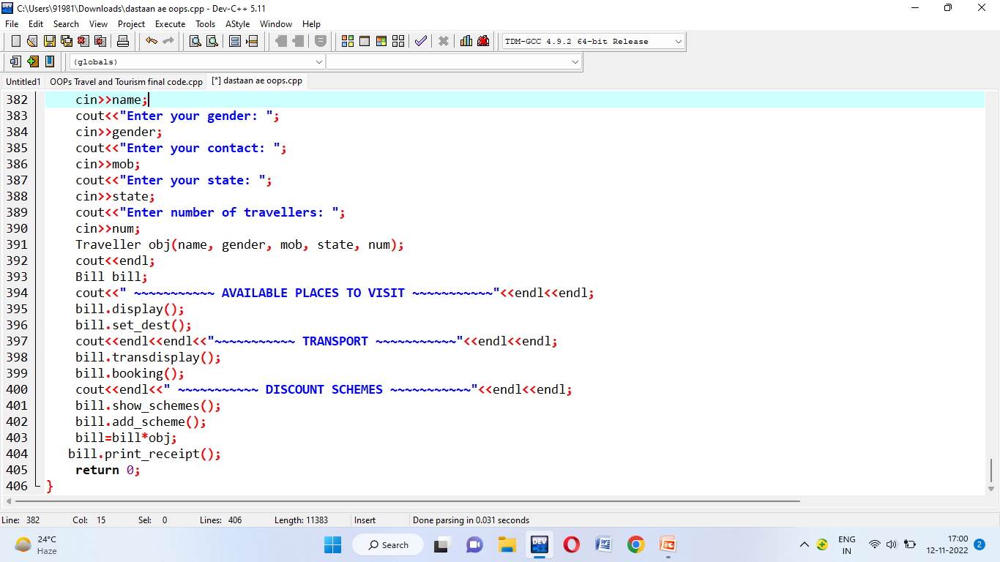 C:\Users\91981\Downloads\dastaan ae oops.cpp - Dev-C++ 5.11
File Edit Search View Project Execute Tools AStyle Window Help
TDM-GCC 4.9.2 64-bit Release
(globals)
Untitled1 OOPs Travel and Tourism final code.cpp [*] dastaan ae oops.cpp
382 cin>>name;
383 cout<<"Enter your gender: ";
384 cin>>gender;
385 cout<<"Enter your contact: ";
386 cin>>mob;
387 cout<<"Enter your state: ";
388 cin>>state;
389 cout<<"Enter number of travellers: ";
390 cin>>num;
391 Traveller obj(name, gender, mob, state, num);
392 cout<<endl;
393 Bill bill;
394 cout<<" ~~~~~~~~~~~ AVAILABLE PLACES TO VISIT ~~~~~~~~~~~"<<endl<<endl;
395 bill.display();
396 bill.set_dest();
397 cout<<endl<<endl<<"~~~~~~~~~~~ TRANSPORT ~~~~~~~~~~~"<<endl<<endl;
398 bill.transdisplay();
399 bill.booking();
400 cout<<endl<<" ~~~~~~~~~~~ DISCOUNT SCHEMES ~~~~~~~~~~~"<<endl<<endl;
401 bill.show_schemes();
402 bill.add_scheme();
403 bill=bill*obj;
404 bill.print_receipt();
405 return 0;
406 }
Line: 382 Col: 15 Sel: 0 Lines: 406 Length: 11383 Insert Done parsing in 0.031 seconds
24°C
Haze
Search
DEV
ENG
IN
17:00
12-11-2022
2